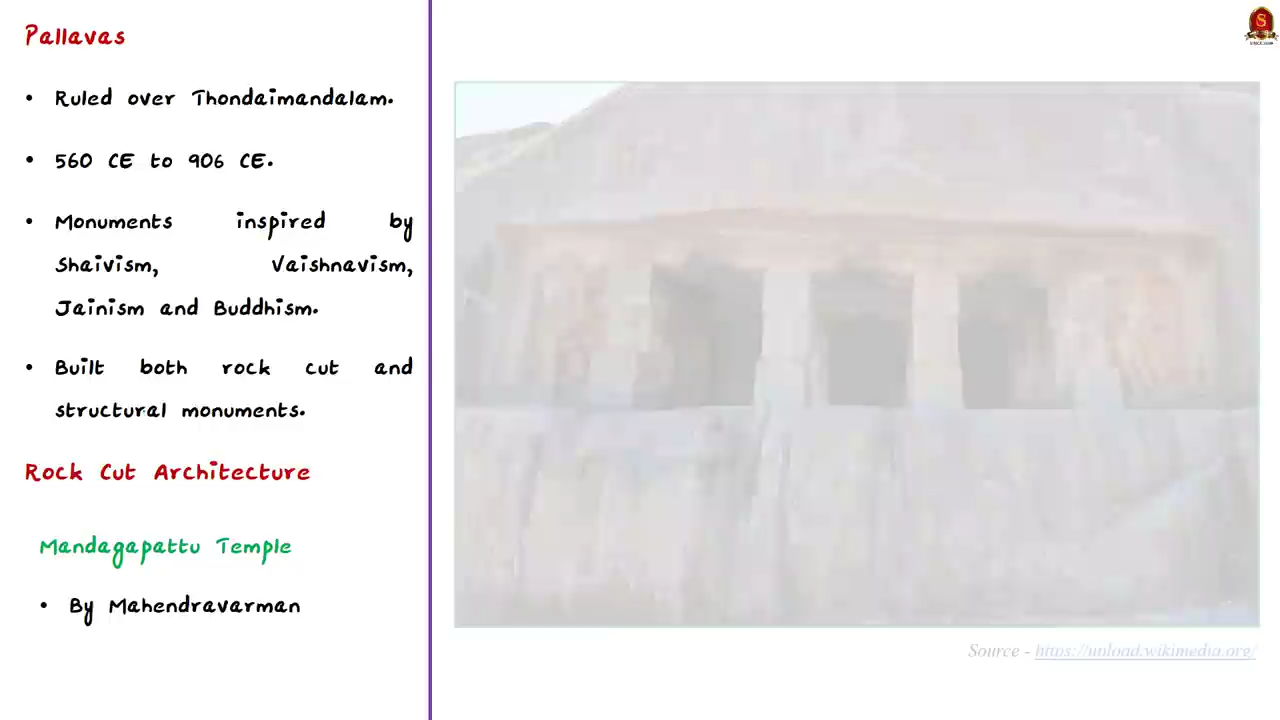 Pallavas
• Ruled over Thondaimandalam.
• 560 CE to 906 CE.
• Monuments inspired by
Shaivism, Vaishnavism,
Jainism and Buddhism.
• Built both rock cut and
structural monuments.
Rock Cut Architecture
Mandagapattu Temple
• By Mahendravarman
S
Source - https://upload.wikimedia.org/